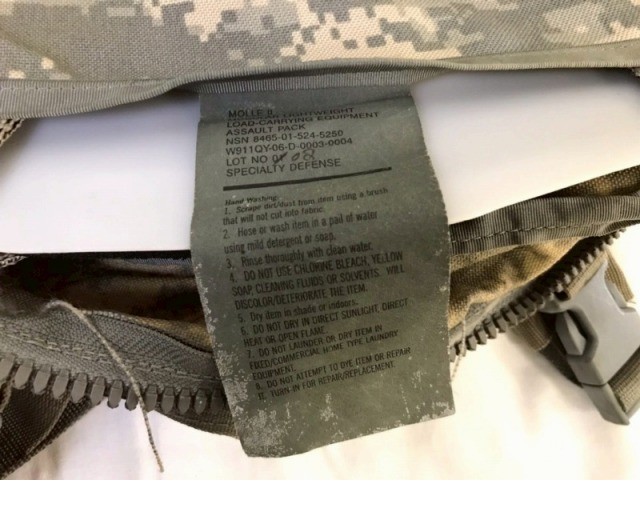 MOLLE II
LIGHTWEIGHT
LOAD-CARRYING EQUIPMENT
ASSAULT PACK
NSN 8465-01-524-5250
W911QY-06-D-0003-0004
LOT NO 08
SPECIALTY DEFENSE
Hand Washing:
1. Scrape dirt/dust from item using a brush
that will not cut into fabric.
2. Hose or wash item in a pail of water
using mild detergent or soap.
3. Rinse thoroughly with clean water.
4. DO NOT USE CHLORINE BLEACH, YELLOW
SOAP CLEANING FLUIDS OR SOLVENTS. WILL
DISCOLOR/DETERIORATE THE ITEM.
5. Dry item in shade or indoors.
6. DO NOT DRY IN DIRECT SUNLIGHT, DIRECT
HEAT OR OPEN FLAME.
7. DO NOT LAUNDER OR DRY ITEM IN
FIXED/COMMERCIAL HOME TYPE LAUNDRY
EQUIPMENT.
8. DO NOT ATTEMPT TO DYE ITEM OR REPAIR
TURN IN FOR REPAIR/REPLACEMENT.